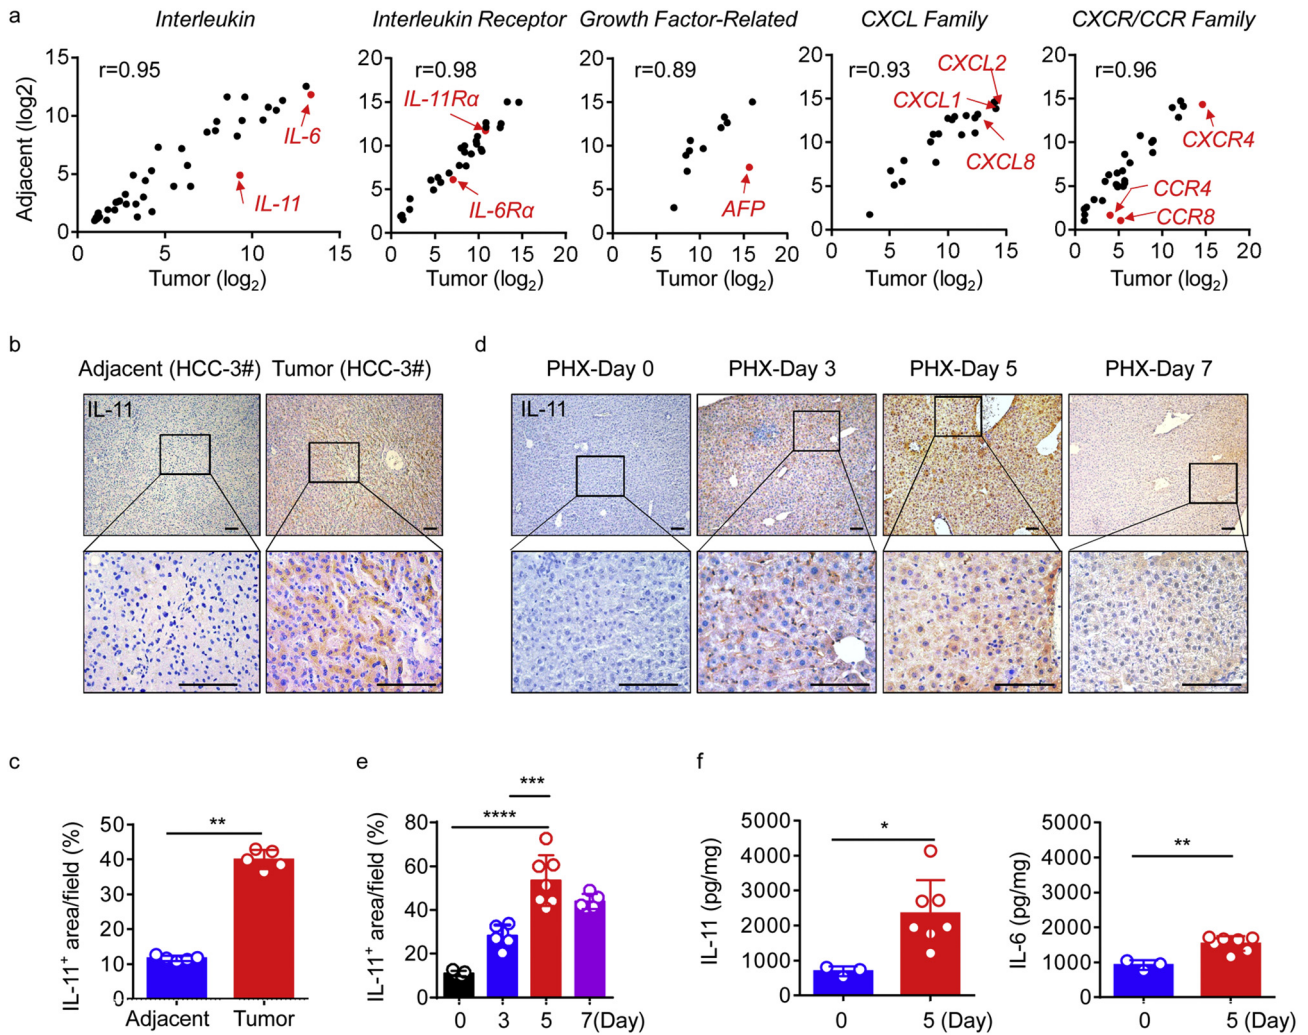 a
Interleukin
Interleukin Receptor
Growth Factor-Related
CXCL Family
CXCR/CCR Family
Adjacent (log2)
15
10
5
0
r=0.95
IL-6
IL-11
0 5 10 15
Tumor (log2)
20
15
10
5
0
r=0.98
IL-11Rα
IL-6Rα
0 5 10 15 20
Tumor (log2)
20
15
10
5
0
r=0.89
AFP
0 5 10 15 20
Tumor (log2)
20
15
10
5
0
r=0.93
CXCL2
CXCL1
CXCL8
0 5 10 15
Tumor (log2)
20
15
10
5
0
r=0.96
CXCR4
CCR4
CCR8
0 5 10 15 20
Tumor (log2)
b
Adjacent (HCC-3#)
Tumor (HCC-3#)
IL-11
d
PHX-Day 0
PHX-Day 3
PHX-Day 5
PHX-Day 7
IL-11
c
IL-11+ area/field (%)
50
40
30
20
10
0
**
Adjacent
Tumor
e
IL-11+ area/field (%)
80
60
40
20
0
***
****
0 3 5 7(Day)
f
IL-11 (pg/mg)
5000
4000
3000
2000
1000
0
*
0 5 (Day)
IL-6 (pg/mg)
5000
4000
3000
2000
1000
0
**
0 5 (Day)